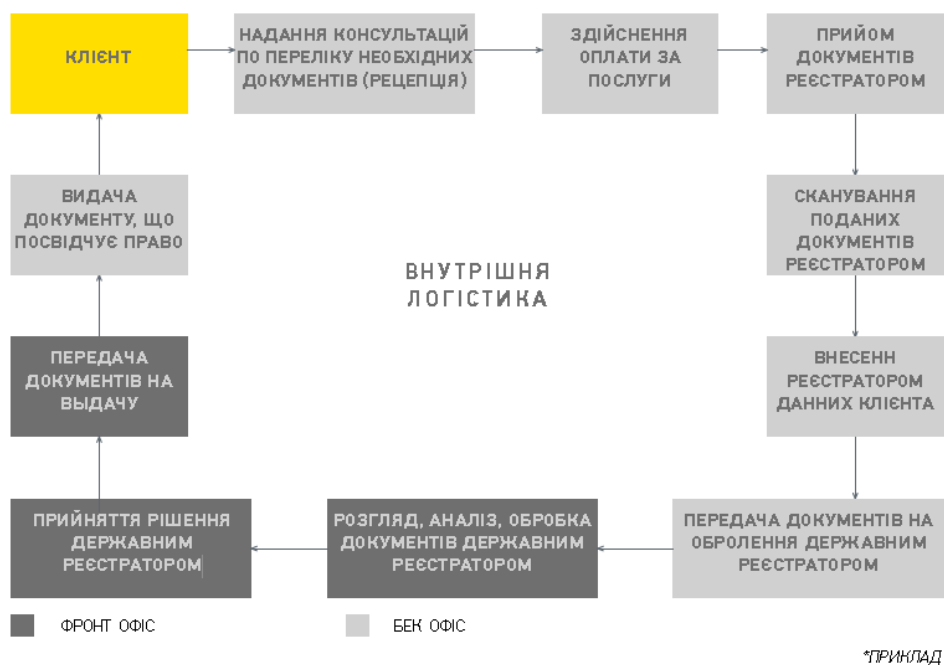 КЛІЄНТ
НАДАННЯ КОНСУЛЬТАЦІЙ
ПО ПЕРЕЛІКУ НЕОБХІДНИХ
ДОКУМЕНТІВ (РЕЦЕПЦІЯ)
ЗДІЙСНЕННЯ
ОПЛАТИ ЗА
ПОСЛУГИ
ПРИЙОМ
ДОКУМЕНТІВ
РЕЄСТРАТОРОМ
СКАНУВАННЯ
ПОДАНИХ
ДОКУМЕНТІВ
РЕЄСТРАТОРОМ
ВНЕСЕНН
РЕЄСТРАТОРОМ
ДАННИХ КЛІЄНТА
ПЕРЕДАЧА ДОКУМЕНТІВ НА
ОБРОЛЕННЯ ДЕРЖАВНИМ
РЕЄСТРАТОРОМ
РОЗГЛЯД, АНАЛІЗ, ОБРОБКА
ДОКУМЕНТІВ ДЕРЖАВНИМ
РЕЄСТРАТОРОМ
ПРИЙНЯТТЯ РІШЕННЯ
ДЕРЖАВНИМ
РЕЄСТРАТОРОМ
ПЕРЕДАЧА
ДОКУМЕНТІВ НА
ВЫДАЧУ
ВИДАЧА
ДОКУМЕНТУ, ЩО
ПОСВІДЧУЄ ПРАВО
ВНУТРІШНЯ
ЛОГІСТИКА
ФРОНТ ОФІС
БЕК ОФІС
*ПРИКЛАД